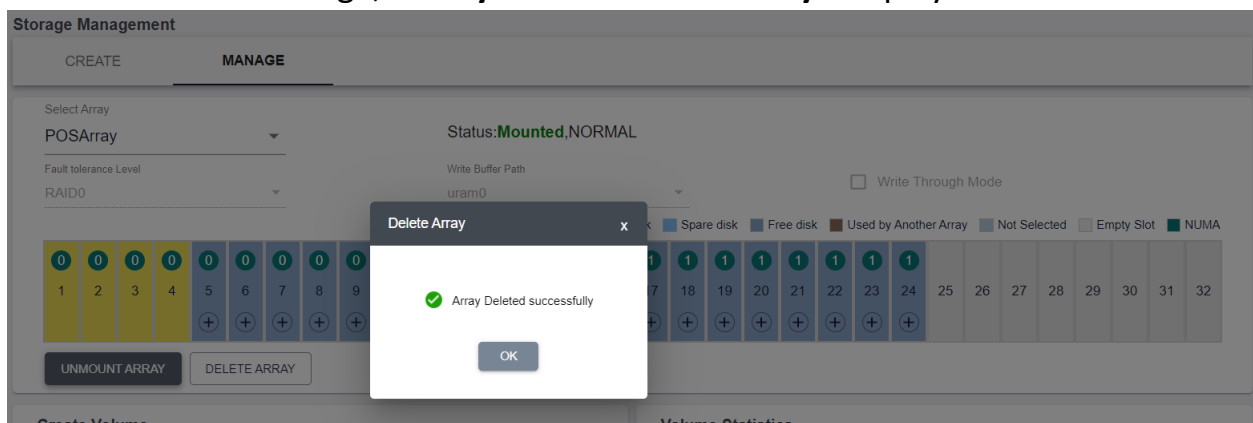 Storage Management
CREATE MANAGE
Select Array
POSArray
Status:Mounted,NORMAL
Fault tolerance Level
Write Buffer Path
RAID0
uram0
Write Through Mode
Delete Array x
Spare disk Free disk Used by Another Array Not Selected Empty Slot NUMA
0 0 0 0 0 0 0 0 0 1 1 1 1 1 1 1 1
1 2 3 4 5 6 7 8 9 17 18 19 20 21 22 23 24 25 26 27 28 29 30 31 32
Array Deleted successfully
OK
UNMOUNT ARRAY DELETE ARRAY